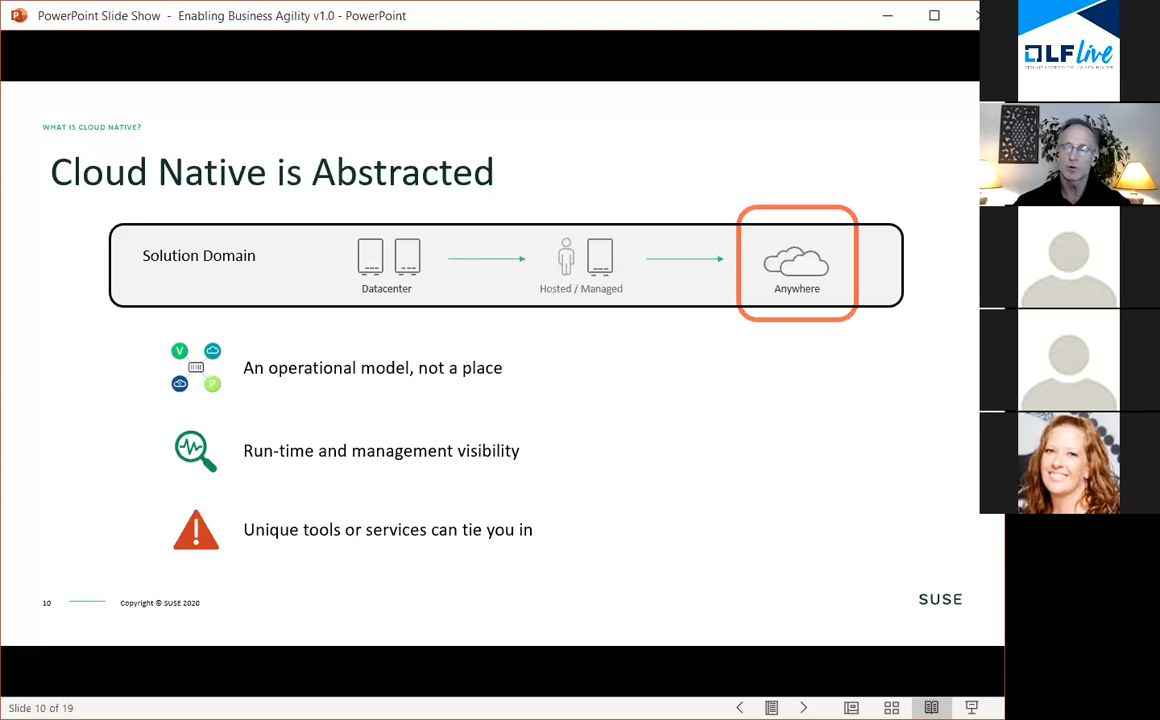 PowerPoint Slide Show - Enabling Business Agility v1.0 - PowerPoint
LF Live
WHAT IS CLOUD NATIVE?
Cloud Native is Abstracted
Solution Domain
Datacenter
Hosted / Managed
Anywhere
V
P
An operational model, not a place
Run-time and management visibility
Unique tools or services can tie you in
10
Copyright © SUSE 2020
SUSE
Slide 10 of 19